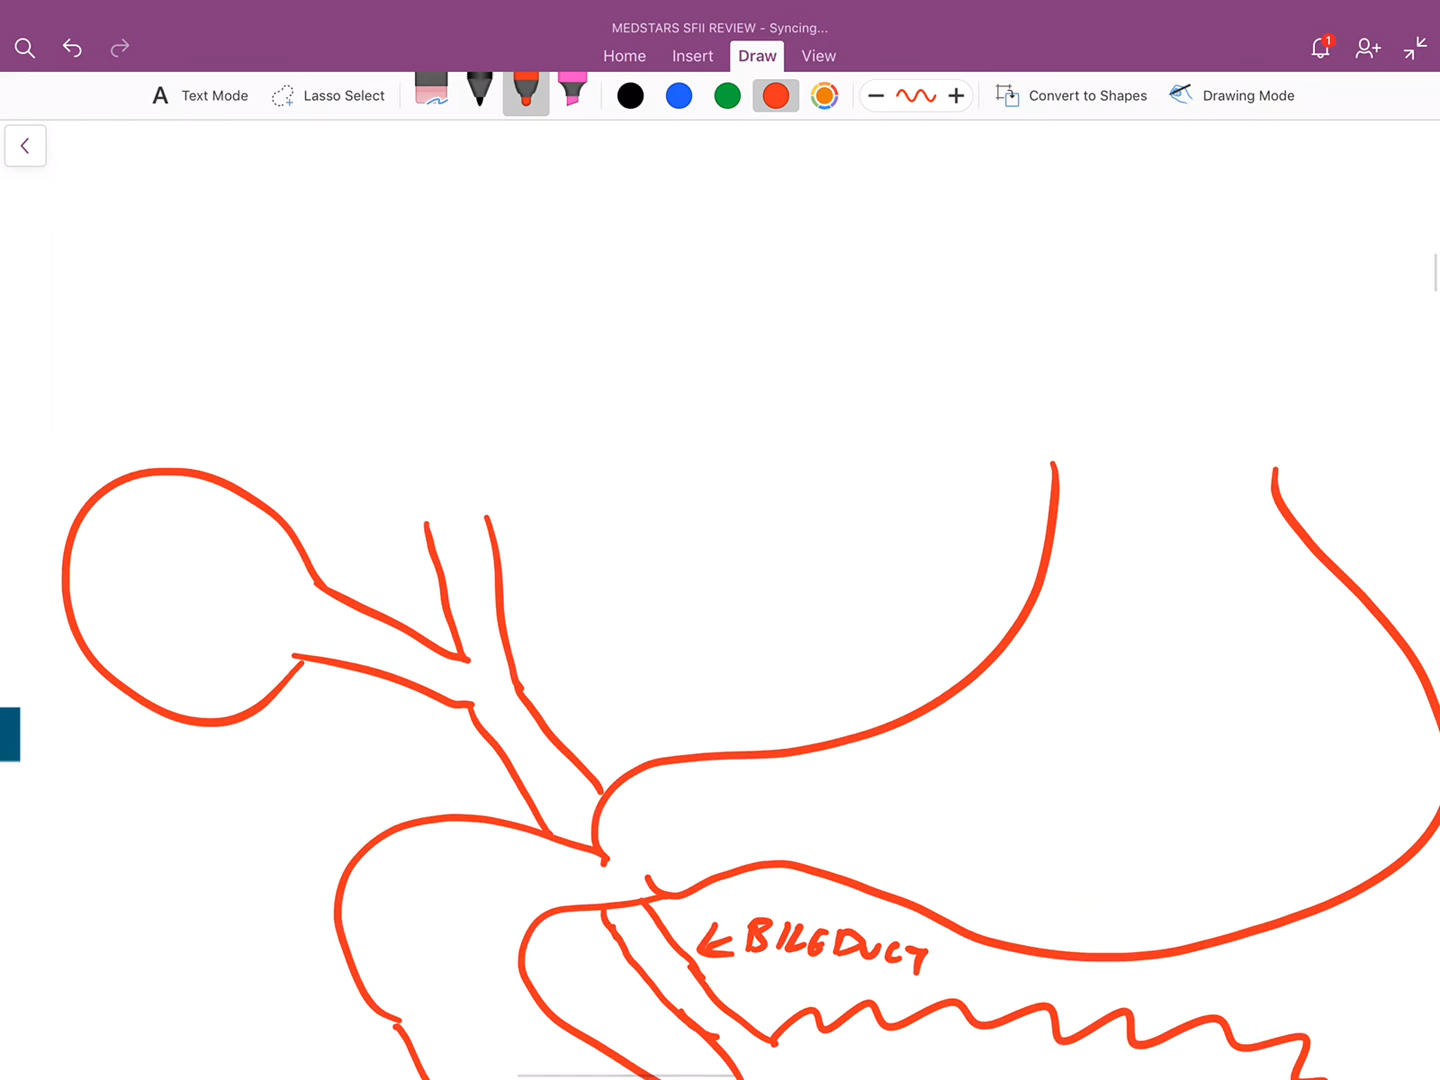 MEDSTARS SFII REVIEW - Syncing...
Home Insert Draw View
1
A Text Mode Lasso Select Convert to Shapes Drawing Mode
BILE DUCT